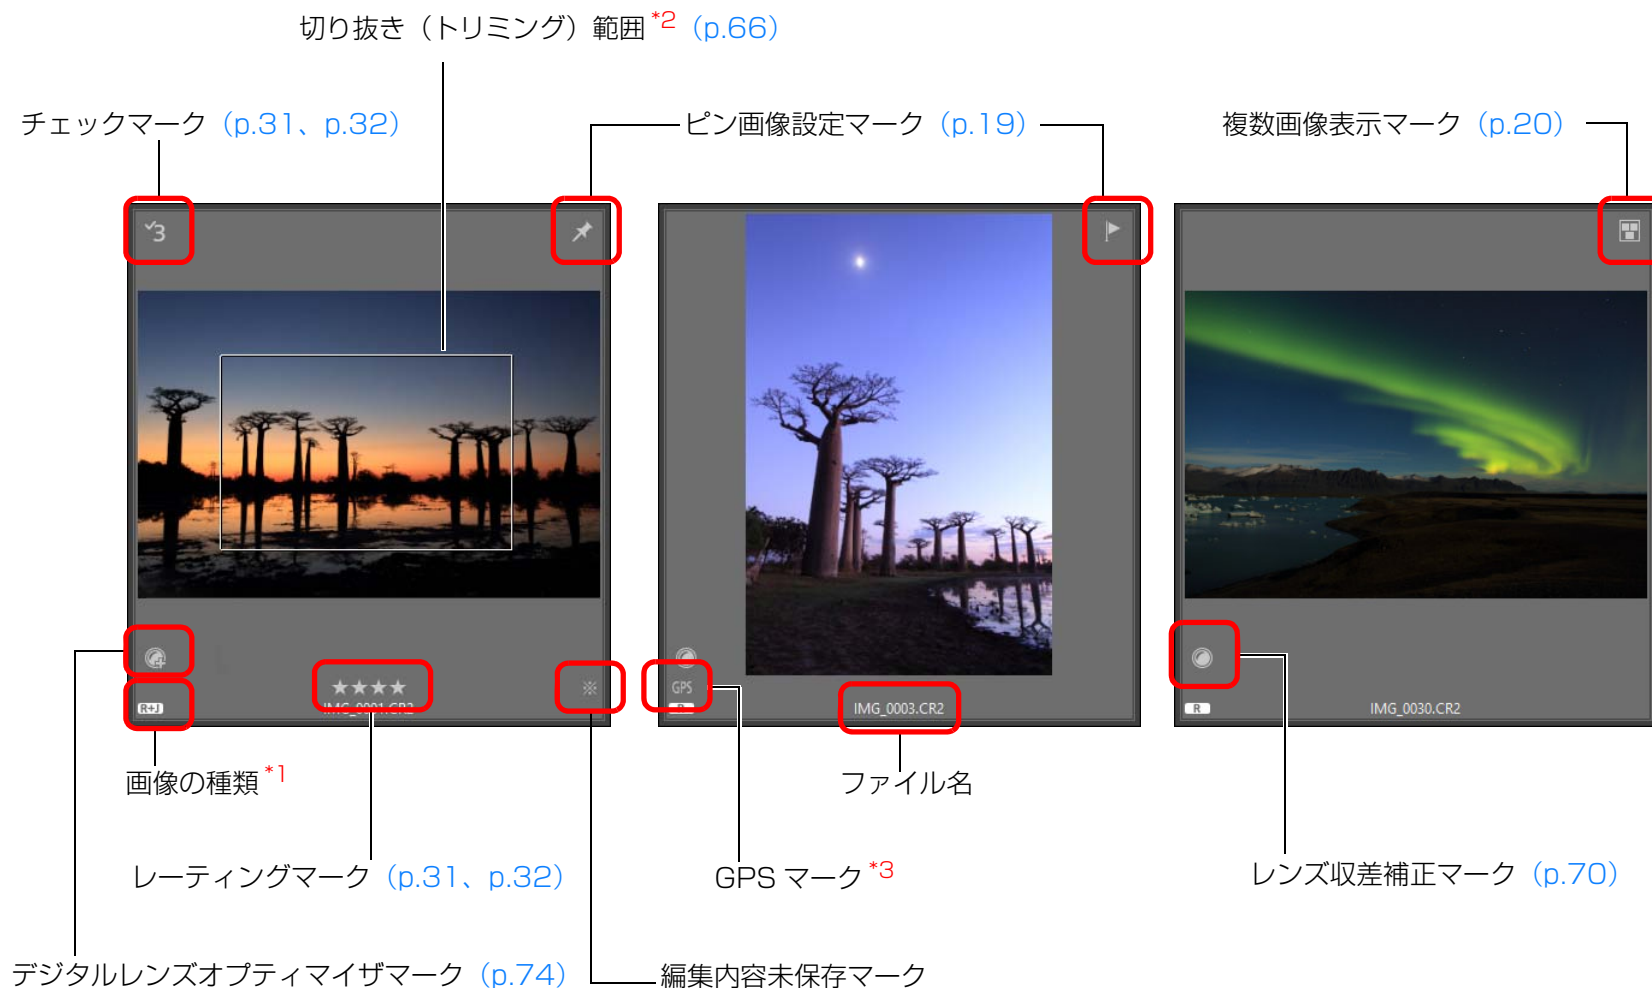 切り抜き（トリミング）範囲*2（p.66）
チェックマーク（p.31、p.32）
ピン画像設定マーク（p.19）
複数画像表示マーク（p.20）
3
GPS
R+J
IMG_0001.CR2
R
IMG_0003.CR2
R
IMG_0030.CR2
画像の種類*1
ファイル名
レーティングマーク（p.31、p.32）
GPS マーク*3
レンズ収差補正マーク（p.70）
デジタルレンズオプティマイザマーク（p.74）
編集内容未保存マーク